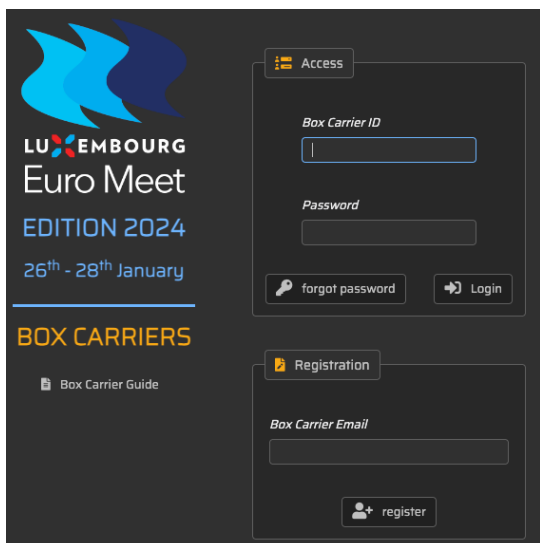 LUXEMBOURG
Euro Meet
EDITION 2024
26th - 28th January
BOX CARRIERS
Box Carrier Guide
Access
Box Carrier ID
Password
forgot password
Login
Registration
Box Carrier Email
register